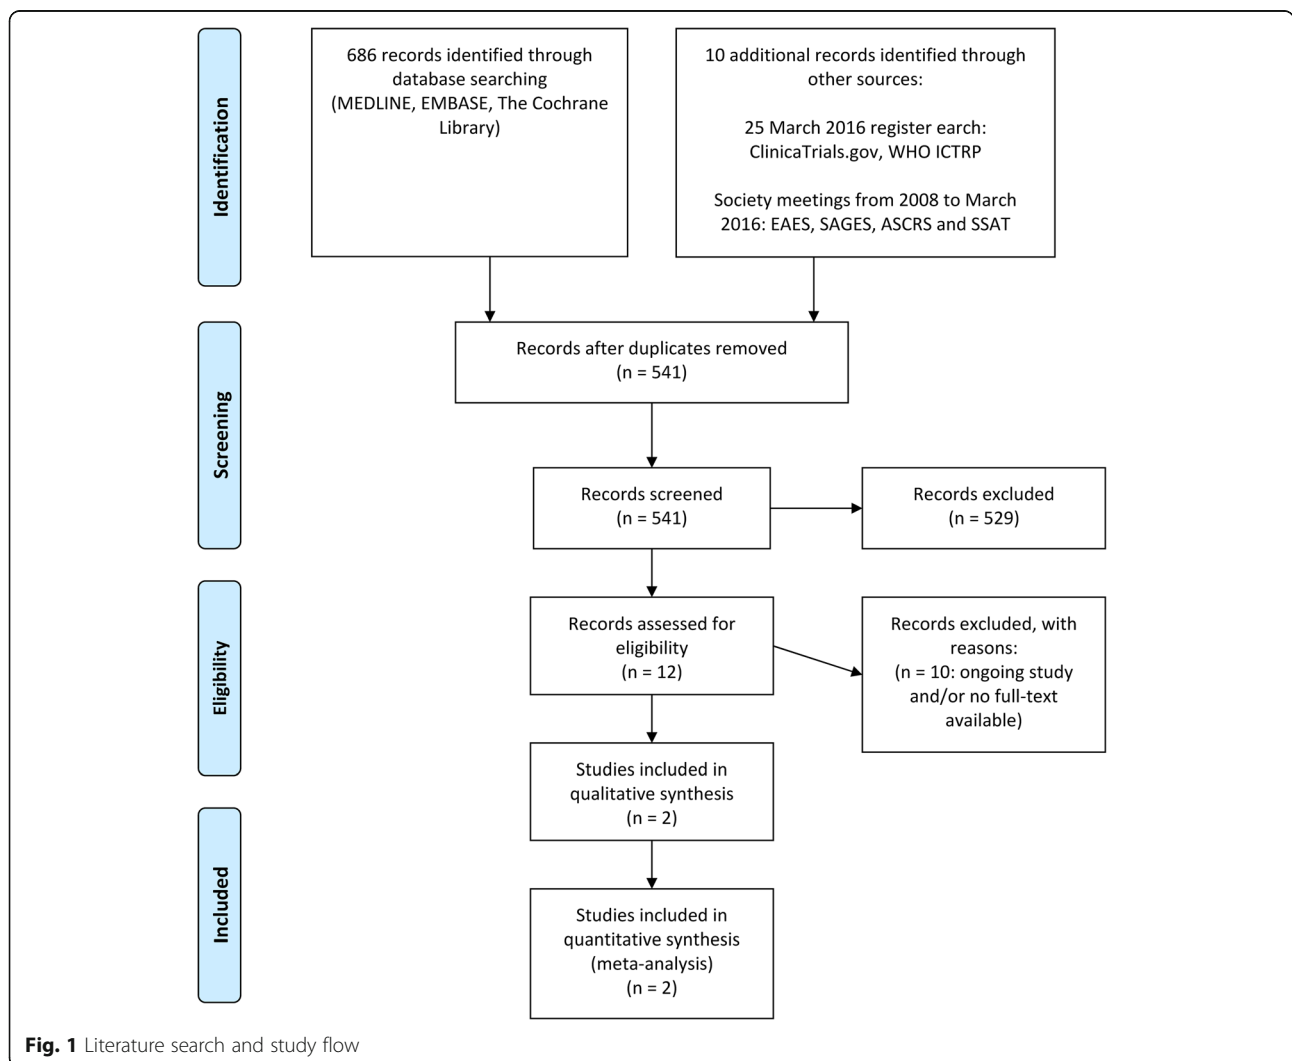 Identification
686 records identified through
database searching
(MEDLINE, EMBASE, The Cochrane
Library)
10 additional records identified through
other sources:
25 March 2016 register earch:
ClinicaTrials.gov, WHO ICTRP
Society meetings from 2008 to March
2016: EAES, SAGES, ASCRS and SSAT
Screening
Records after duplicates removed
(n = 541)
Records screened
(n = 541)
Records excluded
(n = 529)
Eligibility
Records assessed for
eligibility
(n = 12)
Records excluded, with
reasons:
(n = 10: ongoing study
and/or no full-text
available)
Studies included in
qualitative synthesis
(n = 2)
Included
Studies included in
quantitative synthesis
(meta-analysis)
(n = 2)
Fig. 1 Literature search and study flow